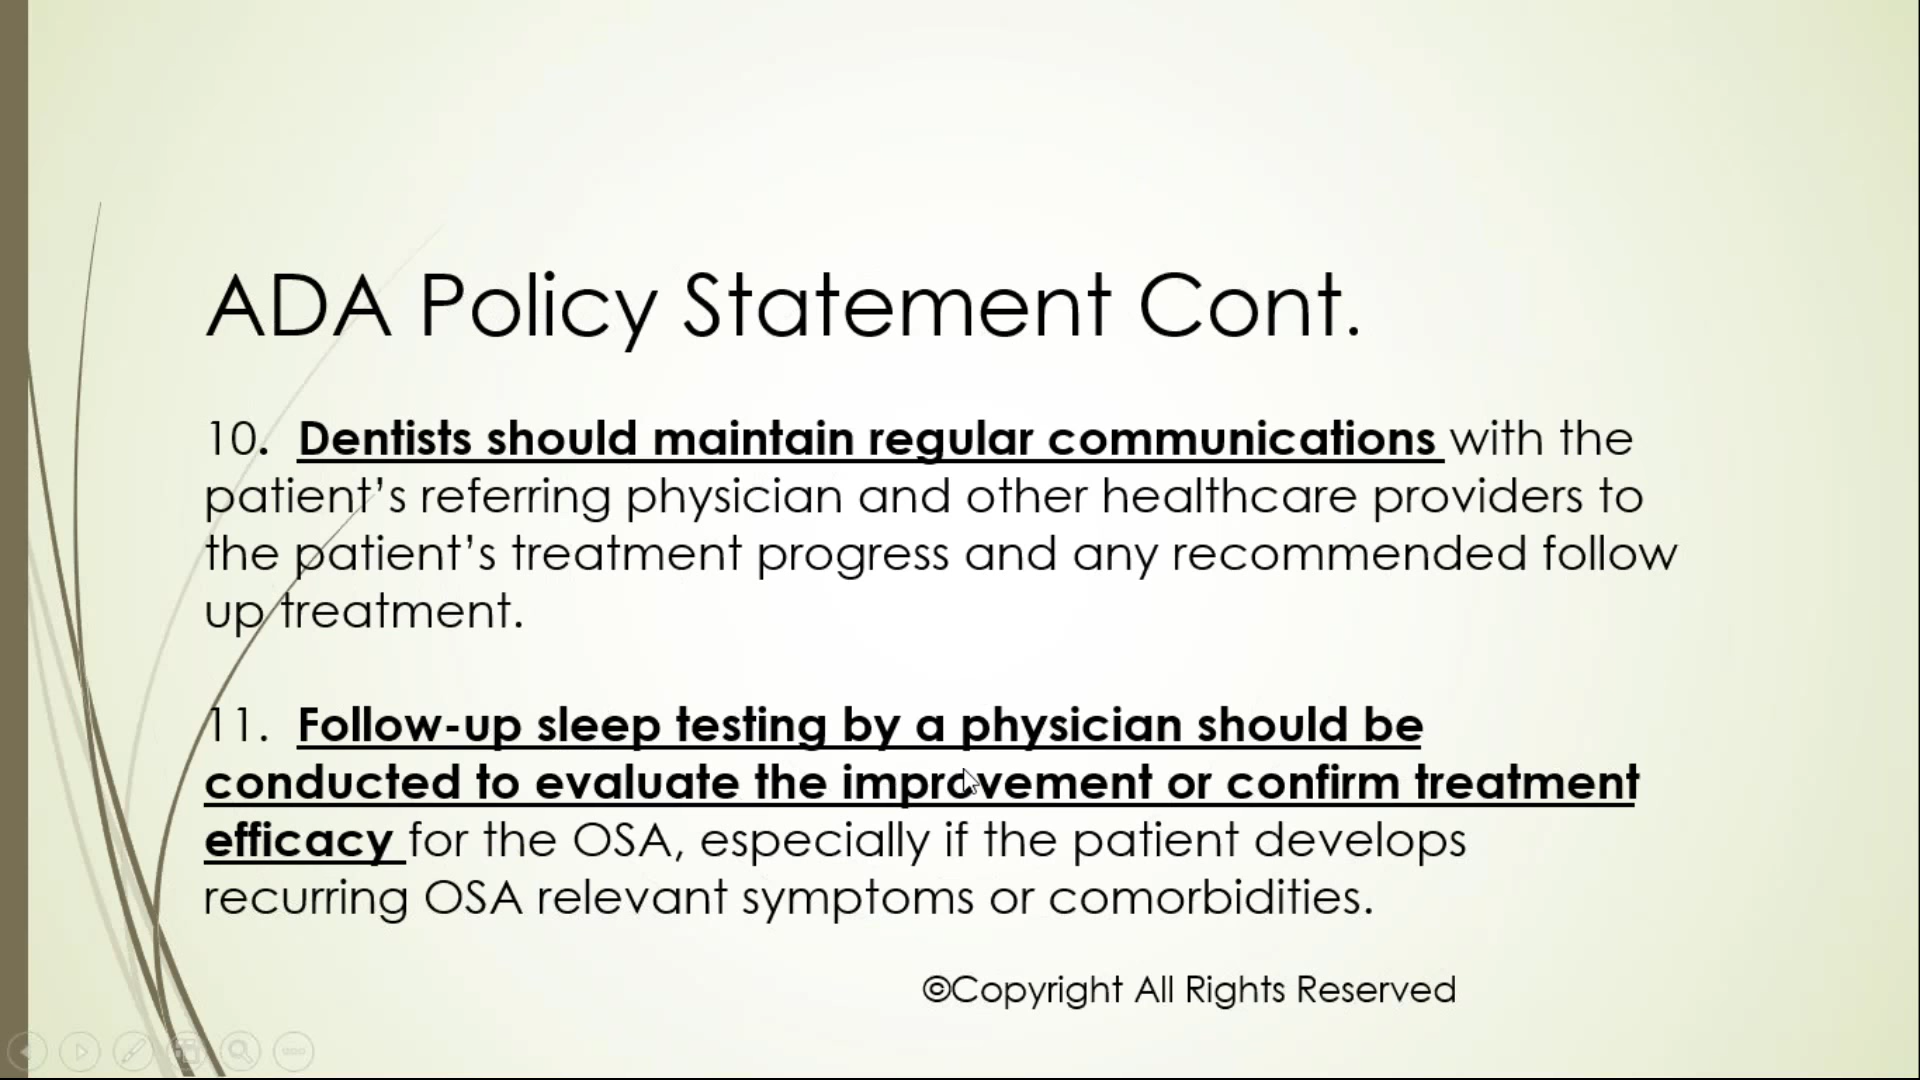 ADA Policy Statement Cont.
10.  Dentists should maintain regular communications with the
patient’s referring physician and other healthcare providers to
the patient’s treatment progress and any recommended follow
up treatment.
11.  Follow-up sleep testing by a physician should be
conducted to evaluate the improvement or confirm treatment
efficacy for the OSA, especially if the patient develops
recurring OSA relevant symptoms or comorbidities.
©Copyright All Rights Reserved